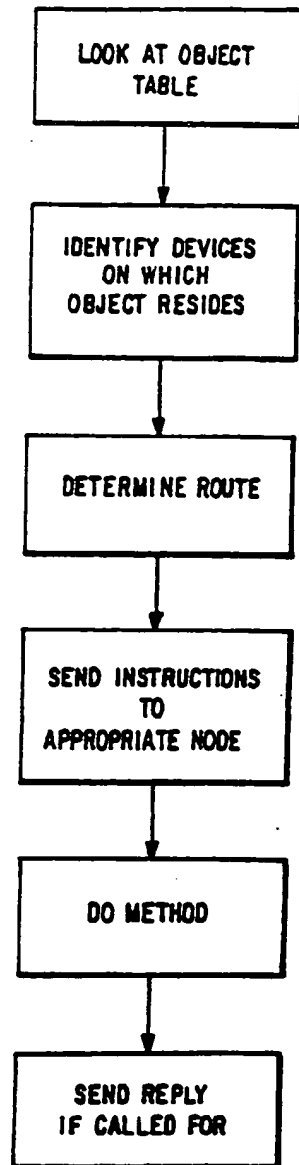 LOOK AT OBJECT
TABLE
IDENTIFY DEVICES
ON WHICH
OBJECT RESIDES
DETERMINE ROUTE
SEND INSTRUCTIONS
TO
APPROPRIATE NODE
DO METHOD
SEND REPLY
IF CALLED FOR